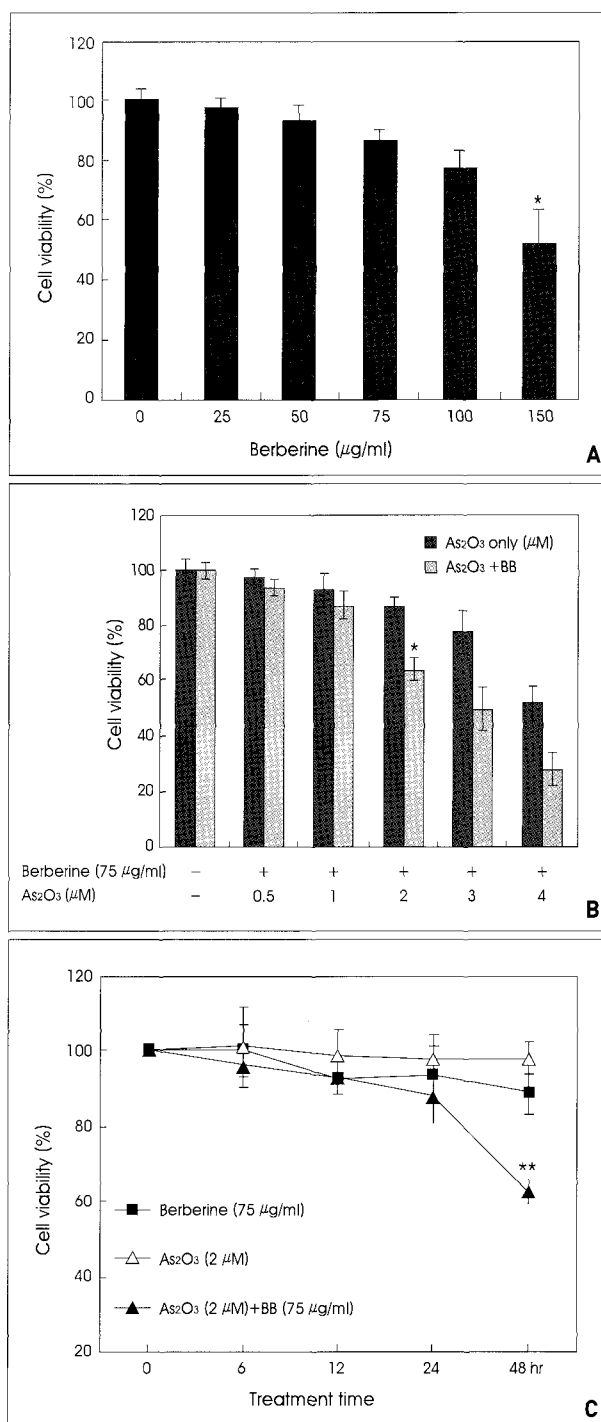 120
100
80
60
40
20
0
Cell viability (%)
*
0 25 50 75 100 150
Berberine (µg/ml)
A
120
100
80
60
40
20
0
Cell viability (%)
As₂O₃ only (µM)
As₂O₃ +BB
*
Berberine (75 µg/ml) − + + + + +
As₂O₃ (µM) − 0.5 1 2 3 4
B
120
100
80
60
40
20
Cell viability (%)
**
Berberine (75 µg/ml)
As₂O₃ (2 µM)
As₂O₃ (2 µM)+BB (75 µg/ml)
0 6 12 24 48 hr
Treatment time
C